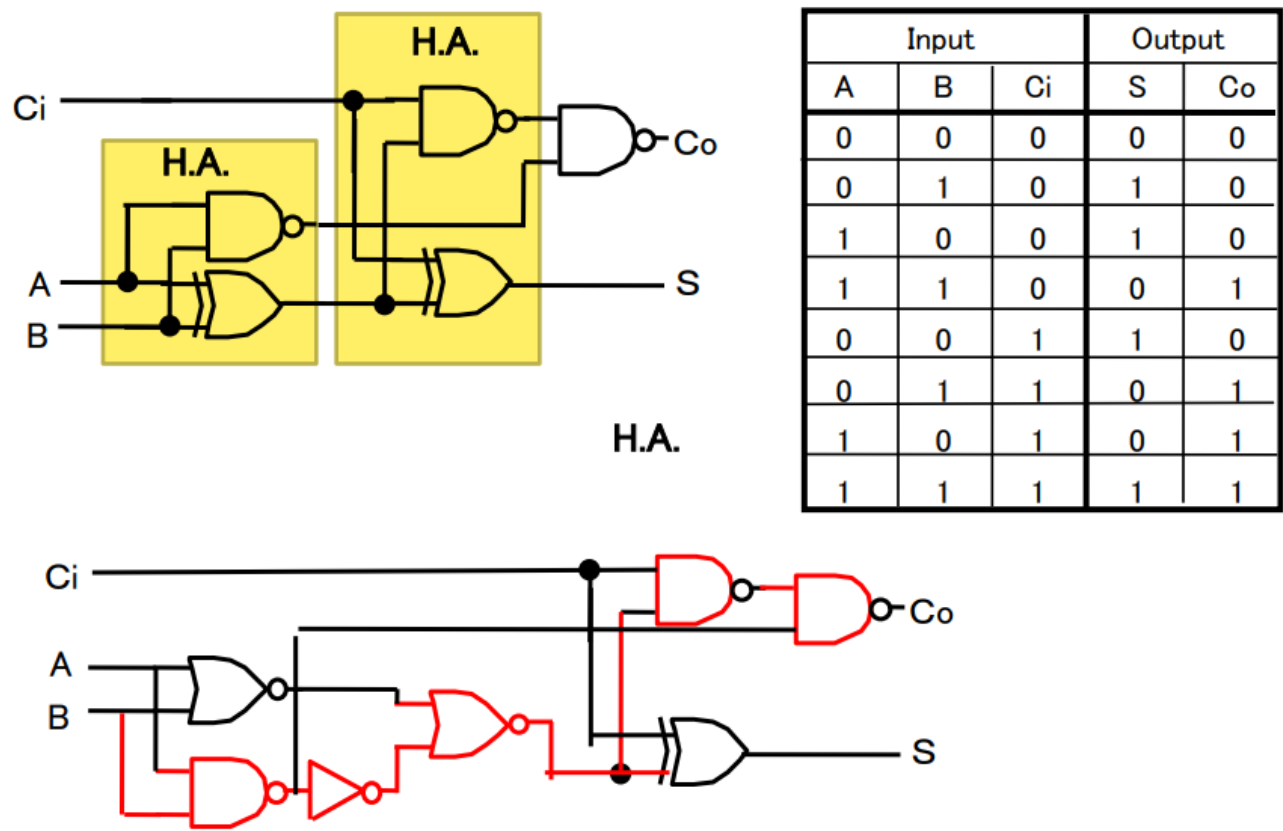 H.A.
Ci
Co
H.A.
A
S
B
Input Output
A B Ci S Co
0 0 0 0 0
0 1 0 1 0
1 0 0 1 0
1 1 0 0 1
0 0 1 1 0
0 1 1 0 1
1 0 1 0 1
1 1 1 1 1
H.A.
Ci
Co
A
B
S